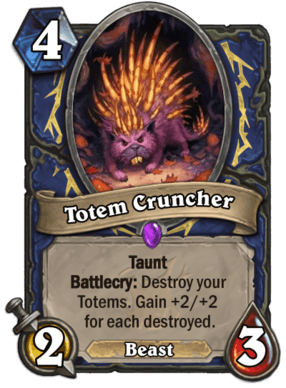 4
Totem Cruncher
Taunt
Battlecry: Destroy your
Totems. Gain +2/+2
for each destroyed.
2
Beast
3